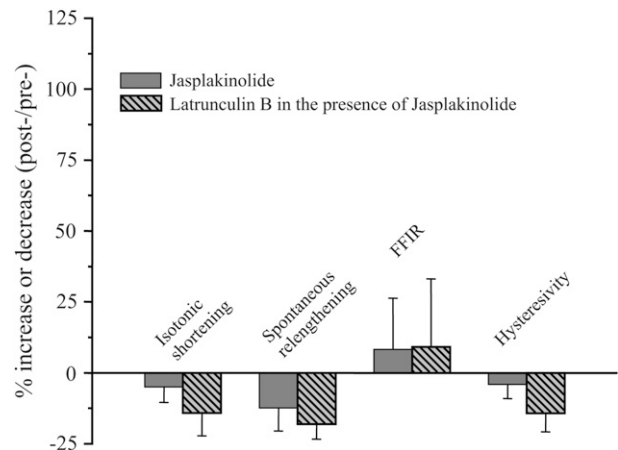 % increase or decrease (post-/pre-)
125
100
75
50
25
0
-25
Jasplakinolide
Latrunculin B in the presence of Jasplakinolide
Isotonic
shortening
Spontaneous
relengthening
FFIR
Hysteresivity